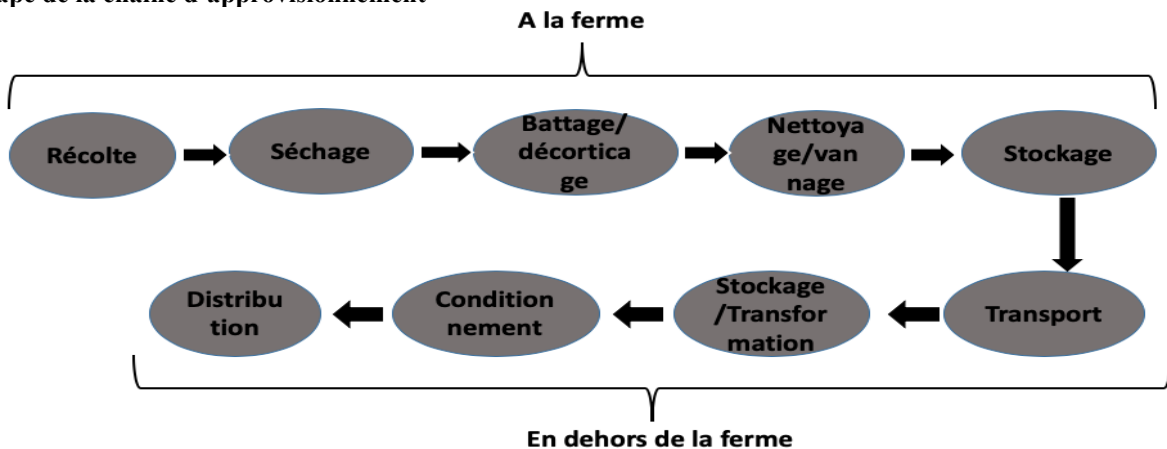 ape de la chaîne d'approvisionnement
A la ferme
Récolte
Séchage
Battage/
décortica
ge
Nettoya
ge/van
nage
Stockage
Transport
Stockage
/Transfor
mation
Condition
nement
Distribu
tion
En dehors de la ferme